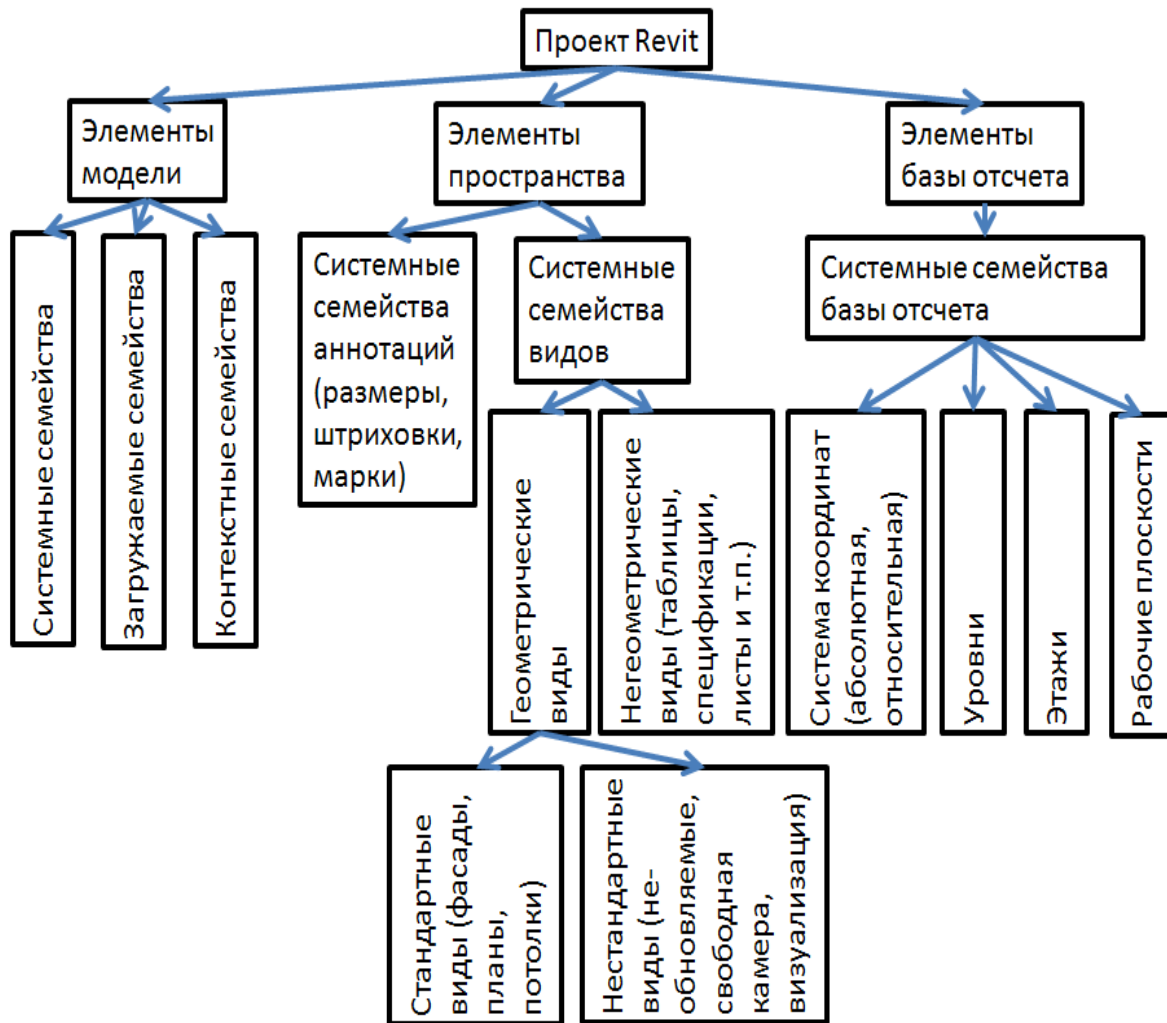 Проект Revit
Элементы
модели
Элементы
пространства
Элементы
базы отсчета
Системные семейства
Загружаемые семейства
Контекстные семейства
Системные
семейства
аннотаций
(размеры,
штриховки,
марки)
Системные
семейства
видов
Системные семейства
базы отсчета
Геометрические
виды
Негеометрические
виды (таблицы,
спецификации,
листы и т.п.)
Система координат
(абсолютная,
относительная)
Уровни
Этажи
Рабочие плоскости
Стандартные
виды (фасады,
планы,
потолки)
Нестандартные
виды (не-
обновляемые,
свободная
камера,
визуализация)